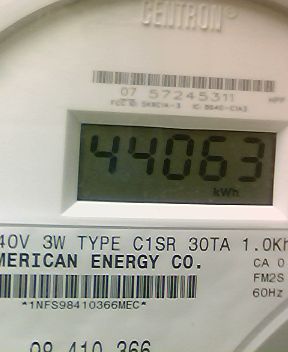 CENTRON®
07 57245311
44063
kWh
40V 3W TYPE C1SR 30TA 1.0Kh
MERICAN ENERGY CO.
CA 0
FM2S
60Hz
*1NFS98410366MEC*
98 410 366